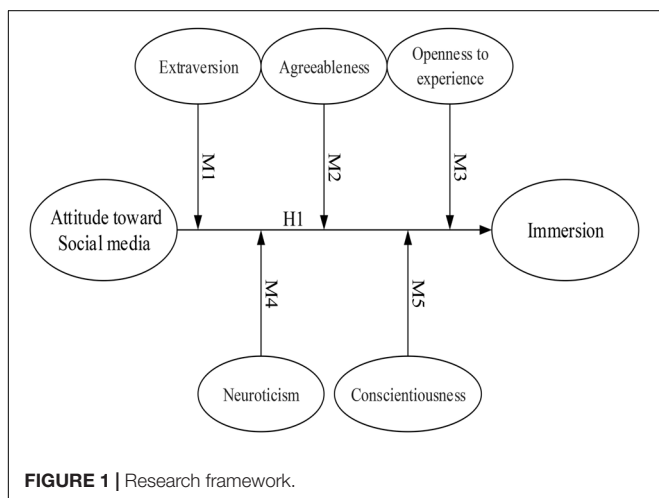 Extraversion
Agreeableness
Openness to
experience
M1
M2
M3
Attitude toward
Social media
H1
Immersion
M4
M5
Neuroticism
Conscientiousness
FIGURE 1 | Research framework.